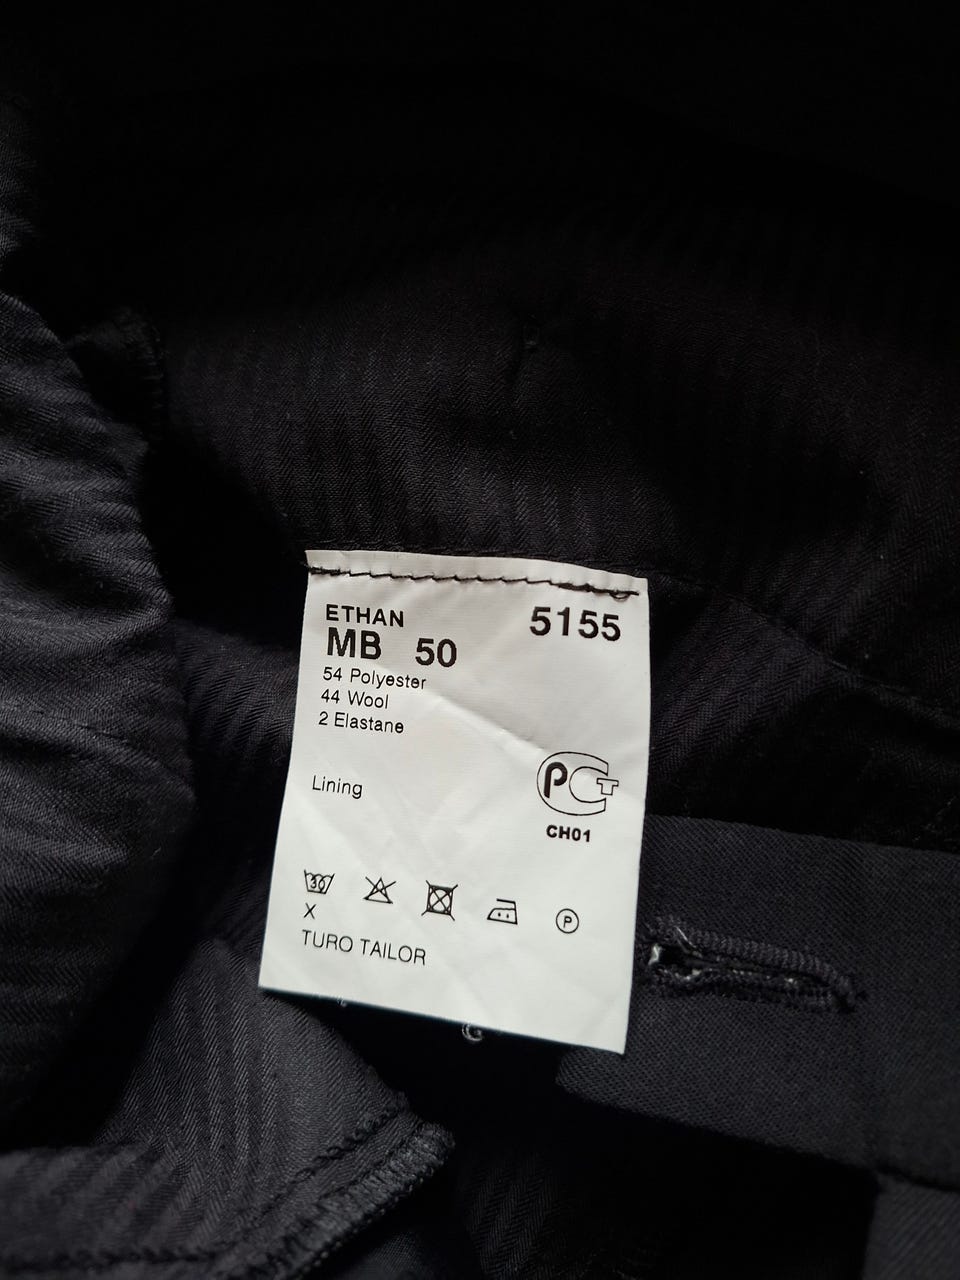 ETHAN 5155
MB 50
54 Polyester
44 Wool
2 Elastane
Lining
PCT
CH01
30
P
X
TURO TAILOR
G